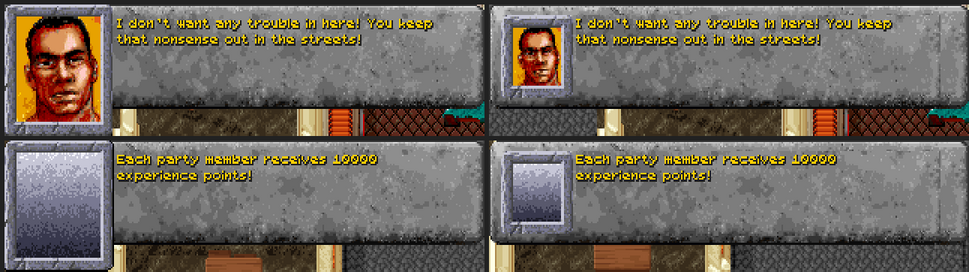 I don't want any trouble in here! You keep
that nonsense out in the streets!
I don't want any trouble in here! You keep
that nonsense out in the streets!
Each party member receives 10000
experience points!
Each party member receives 10000
experience points!